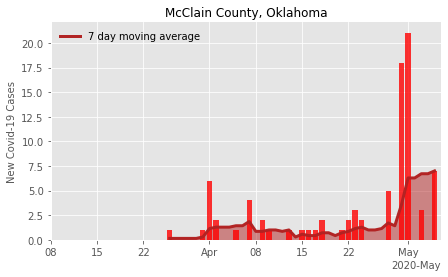 McClain County, Oklahoma
7 day moving average
New Covid-19 Cases
20.0
17.5
15.0
12.5
10.0
7.5
5.0
2.5
0.0
08 15 22 Apr 08 15 22 May
2020-May